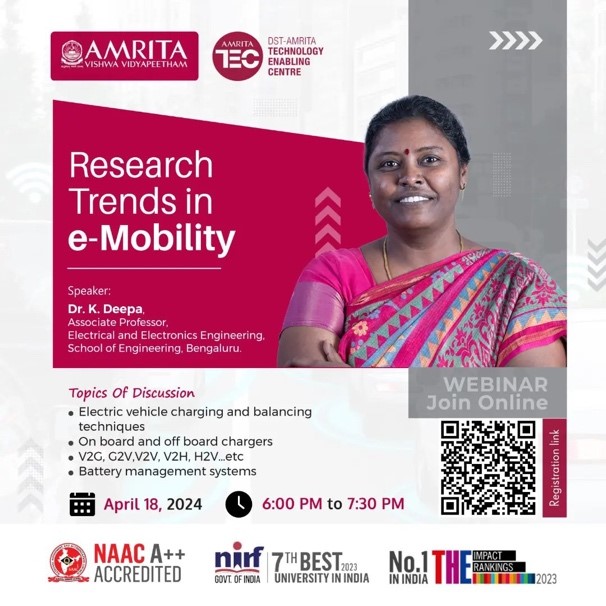 AMRITA
VISHWA VIDYAPEETHAM
AMRITA
TEC
DST-AMRITA
TECHNOLOGY
ENABLING
CENTRE
Research
Trends in
e-Mobility
Speaker:
Dr. K. Deepa,
Associate Professor,
Electrical and Electronics Engineering,
School of Engineering, Bengaluru.
Topics Of Discussion
• Electric vehicle charging and balancing
techniques
• On board and off board chargers
• V2G, G2V,V2V, V2H, H2V...etc
• Battery management systems
WEBINAR
Join Online
Registration link
April 18, 2024
6:00 PM to 7:30 PM
NAAC A++
ACCREDITED
nirf
GOVT. OF INDIA
7TH BEST 2023
UNIVERSITY IN INDIA
No.1
IN INDIA
THE
IMPACT
RANKINGS
2023